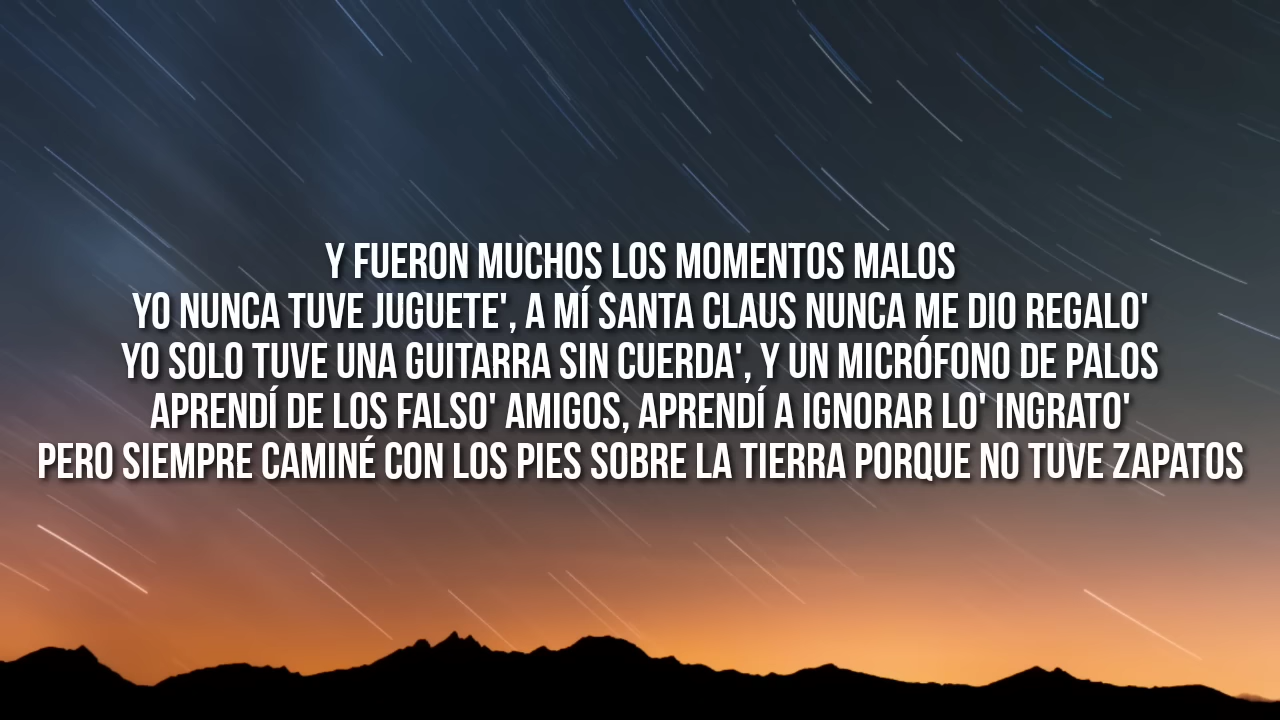 Y FUERON MUCHOS LOS MOMENTOS MALOS
YO NUNCA TUVE JUGUETE', A MÍ SANTA CLAUS NUNCA ME DIO REGALO'
YO SOLO TUVE UNA GUITARRA SIN CUERDA', Y UN MICRÓFONO DE PALOS
APRENDÍ DE LOS FALSO' AMIGOS, APRENDÍ A IGNORAR LO' INGRATO'
PERO SIEMPRE CAMINÉ CON LOS PIES SOBRE LA TIERRA PORQUE NO TUVE ZAPATOS